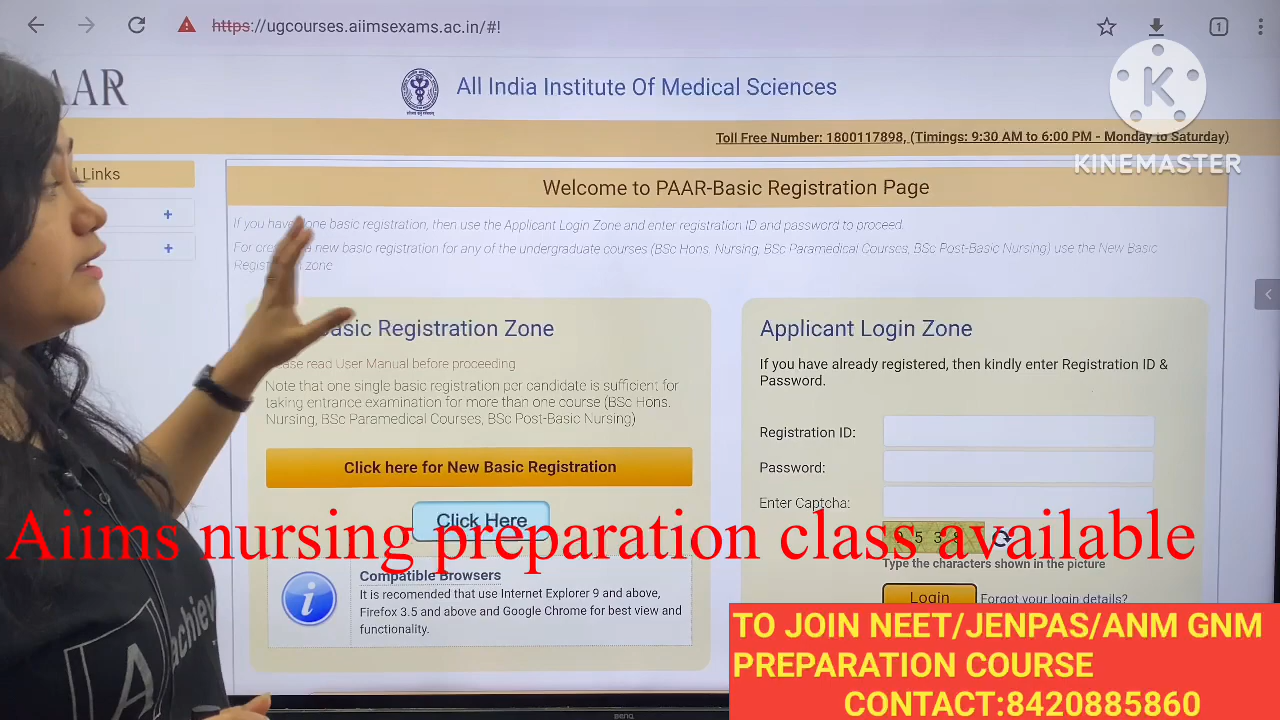 https://ugcourses.aiimsexams.ac.in/#!
1
AAR
All India Institute Of Medical Sciences
K
KINEMASTER
Toll Free Number: 1800117898, (Timings: 9:30 AM to 6:00 PM - Monday to Saturday)
Links
+
+
Welcome to PAAR-Basic Registration Page
If you have done basic registration, then use the Applicant Login Zone and enter registration ID and password to proceed.
For a new basic registration for any of the undergraduate courses (BSc Hons. Nursing, BSc Paramedical Courses, BSc Post-Basic Nursing) use the New Basic
zone
Basic Registration Zone
Please read User Manual before proceeding
Note that one single basic registration per candidate is sufficient for
taking entrance examination for more than one course (BSc Hons.
Nursing, BSc Paramedical Courses, BSc Post-Basic Nursing)
Click here for New Basic Registration
Click Here
Compatible Browsers
It is recomended that use Internet Explorer 9 and above,
Firefox 3.5 and above and Google Chrome for best view and
functionality.
Applicant Login Zone
If you have already registered, then kindly enter Registration ID &
Password.
Registration ID:
Password:
Enter Captcha:
Type the characters shown in the picture
Login Forgot your login details?
Aiims nursing preparation class available
achieve
A
TO JOIN NEET/JENPAS/ANM GNM
PREPARATION COURSE
CONTACT:8420885860
BenQ